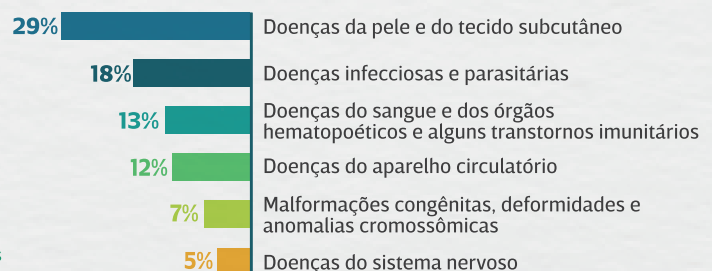 29% Doenças da pele e do tecido subcutâneo
18% Doenças infecciosas e parasitárias
13% Doenças do sangue e dos órgãos
hematopoéticos e alguns transtornos imunitários
12% Doenças do aparelho circulatório
7% Malformações congênitas, deformidades e
anomalias cromossômicas
5% Doenças do sistema nervoso